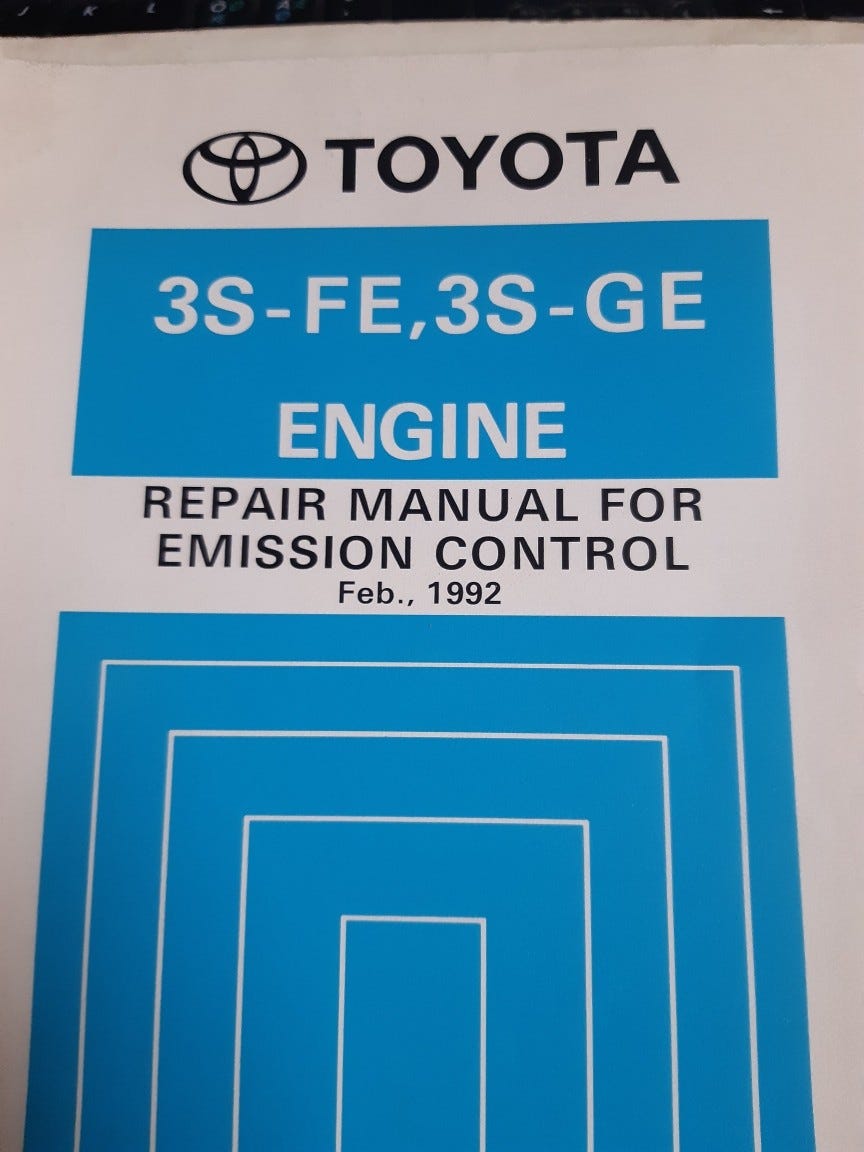 J K L Ö Ä
TOYOTA
3S-FE,3S-GE
ENGINE
REPAIR MANUAL FOR
EMISSION CONTROL
Feb., 1992